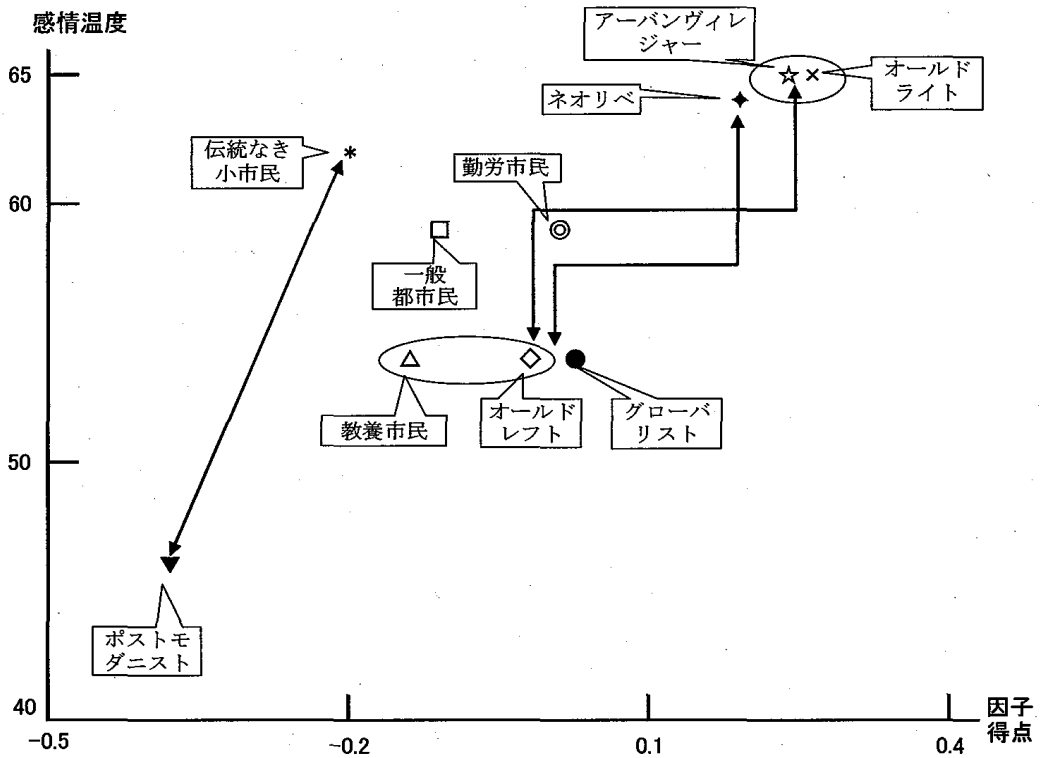 感情温度
アーバンヴィレ
ジャー
65
オールド
ライト
ネオリベ
伝統なき
小市民
勤労市民
60
一般
都市民
教養市民
オールド
レフト
グローバ
リスト
50
ポストモ
ダニスト
40
因子
得点
-0.5
-0.2
0.1
0.4